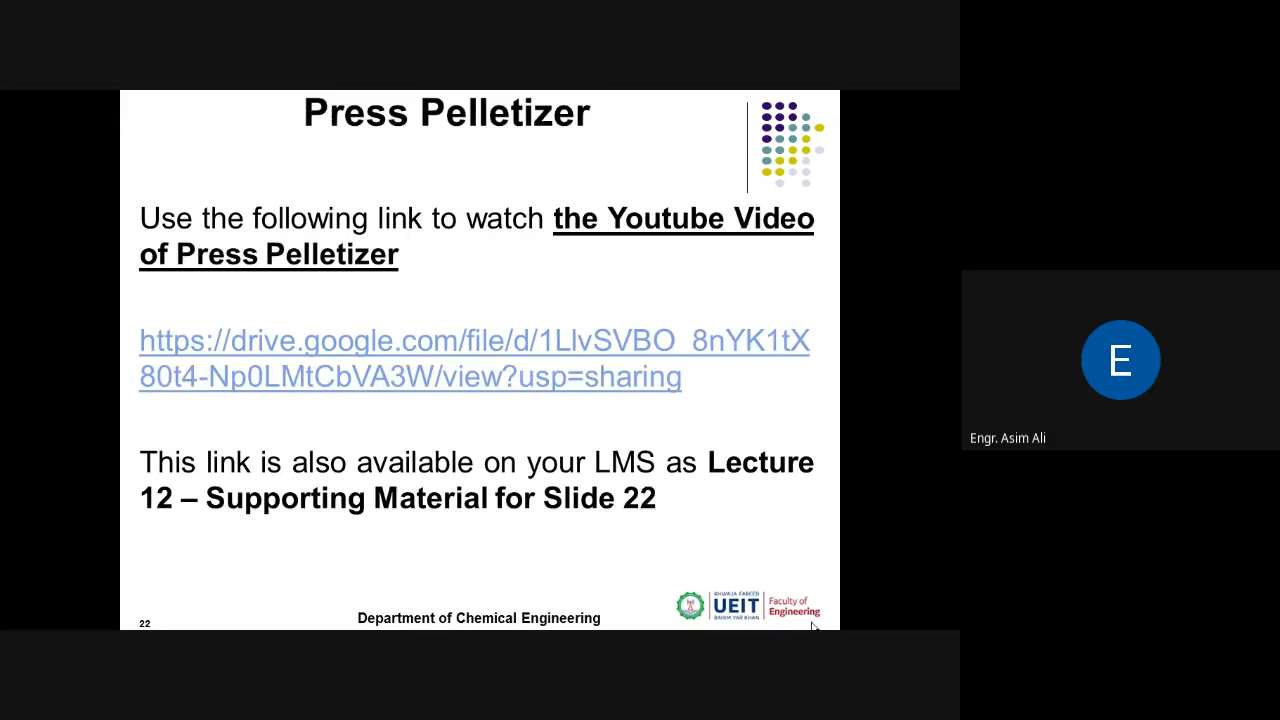 Press Pelletizer
Use the following link to watch the Youtube Video
of Press Pelletizer
https://drive.google.com/file/d/1LlvSVBO_8nYK1tX
80t4-Np0LMtCbVA3W/view?usp=sharing
This link is also available on your LMS as Lecture
12 – Supporting Material for Slide 22
22
Department of Chemical Engineering
KHWAJA FAREED
UEIT
RAHIM YAR KHAN
Faculty of
Engineering
E
Engr. Asim Ali